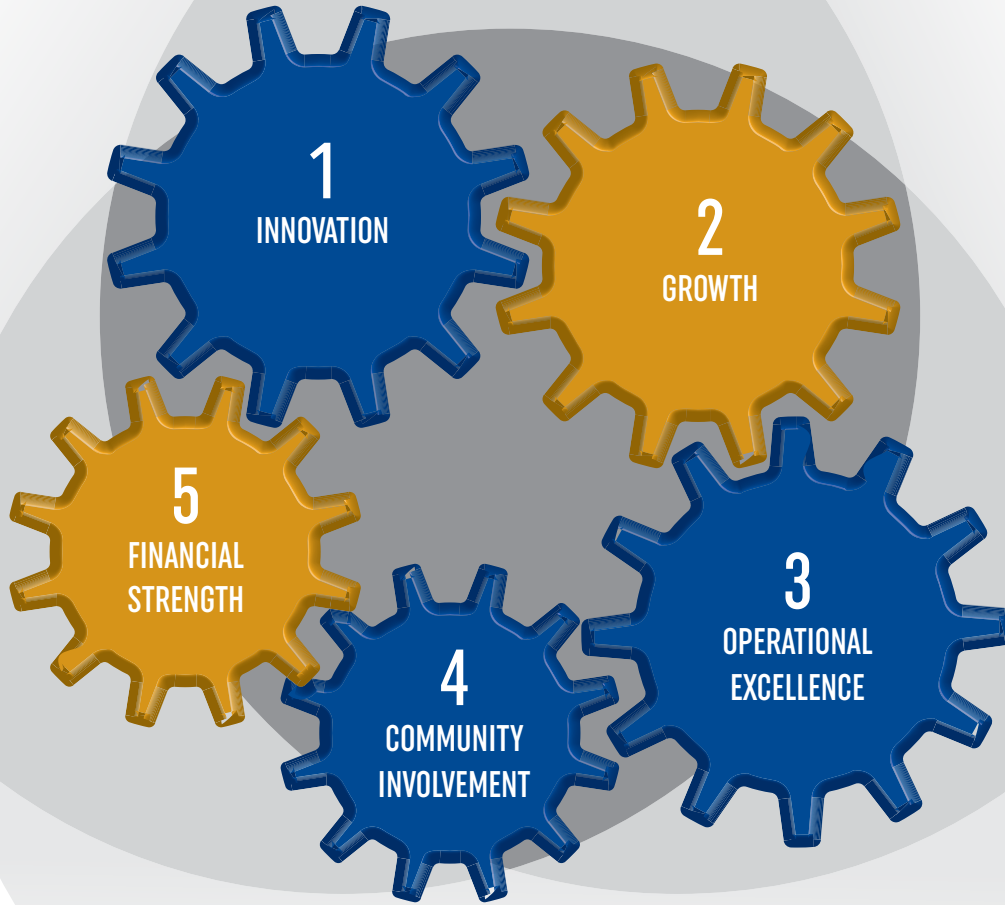 1
INNOVATION
2
GROWTH
3
OPERATIONAL
EXCELLENCE
4
COMMUNITY
INVOLVEMENT
5
FINANCIAL
STRENGTH